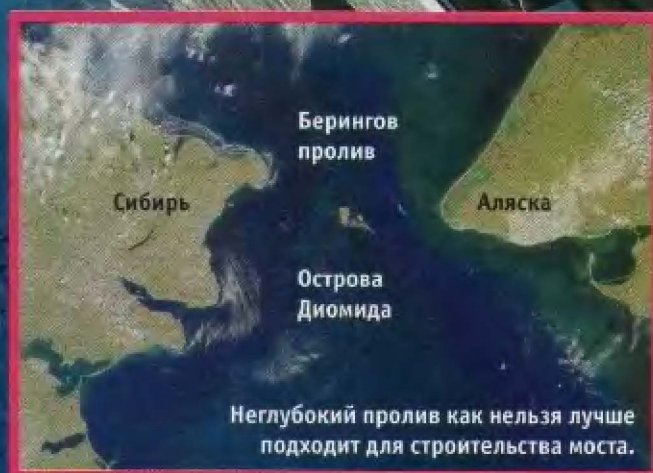 Берингов
пролив
Сибирь
Аляска
Острова
Диомида
Неглубокий пролив как нельзя лучше
подходит для строительства моста.